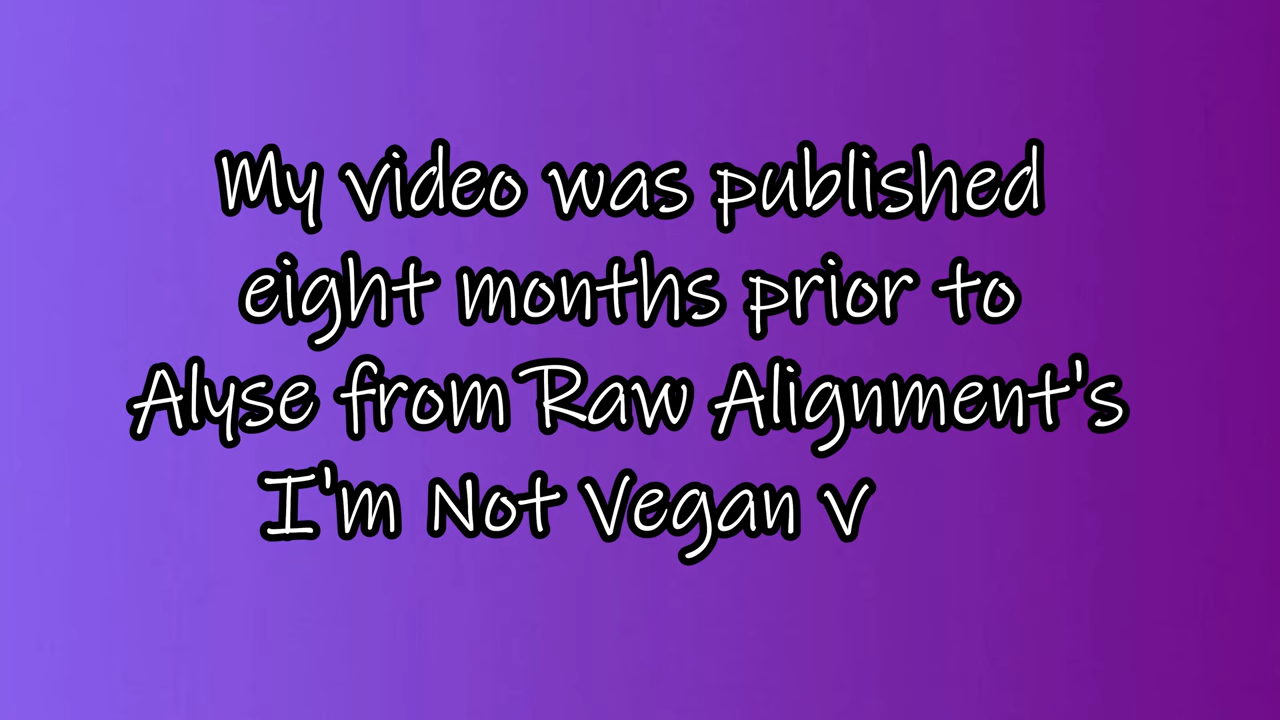 My video was published
eight months prior to
Alyse from Raw Alignment's
I'm Not Vegan v